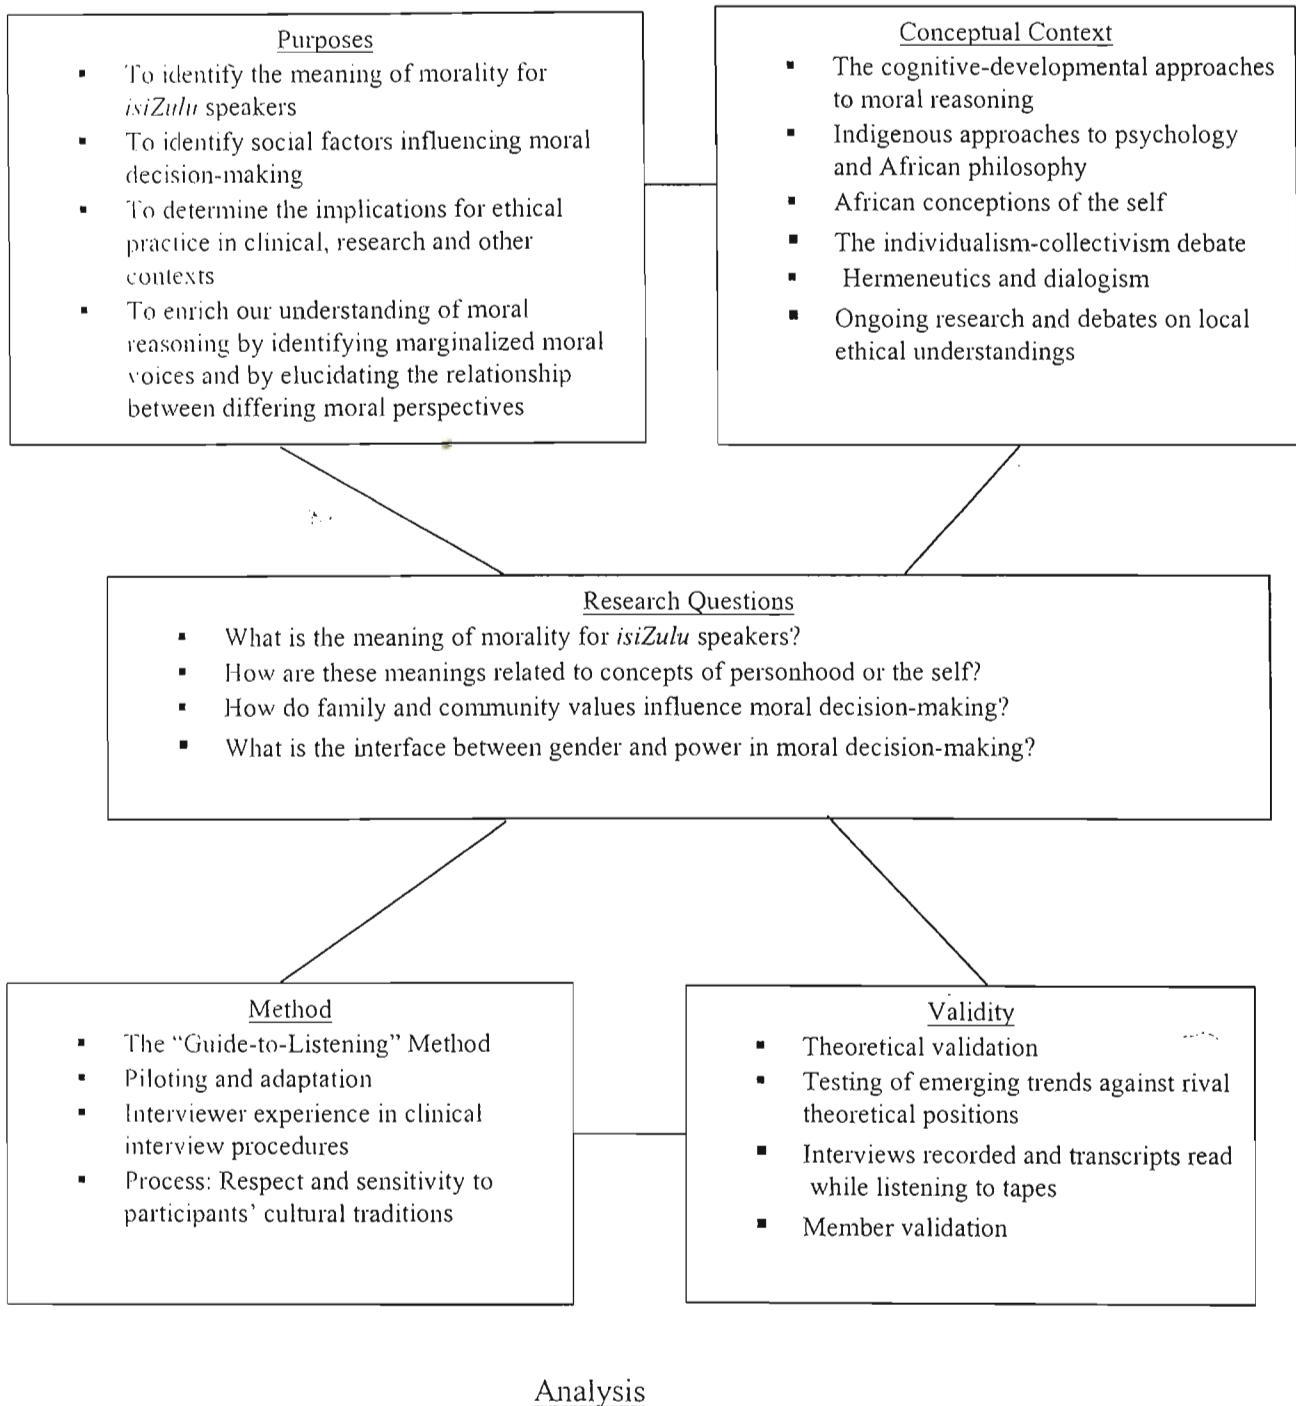 Purposes
▪ To identify the meaning of morality for
isiZulu speakers
▪ To identify social factors influencing moral
decision-making
▪ To determine the implications for ethical
practice in clinical, research and other
contexts
▪ To enrich our understanding of moral
reasoning by identifying marginalized moral
voices and by elucidating the relationship
between differing moral perspectives
Conceptual Context
▪ The cognitive-developmental approaches
to moral reasoning
▪ Indigenous approaches to psychology
and African philosophy
▪ African conceptions of the self
▪ The individualism-collectivism debate
▪ Hermeneutics and dialogism
▪ Ongoing research and debates on local
ethical understandings
Research Questions
▪ What is the meaning of morality for isiZulu speakers?
▪ How are these meanings related to concepts of personhood or the self?
▪ How do family and community values influence moral decision-making?
▪ What is the interface between gender and power in moral decision-making?
Method
▪ The “Guide-to-Listening” Method
▪ Piloting and adaptation
▪ Interviewer experience in clinical
interview procedures
▪ Process: Respect and sensitivity to
participants’ cultural traditions
Validity
▪ Theoretical validation
▪ Testing of emerging trends against rival
theoretical positions
▪ Interviews recorded and transcripts read
while listening to tapes
▪ Member validation
Analysis